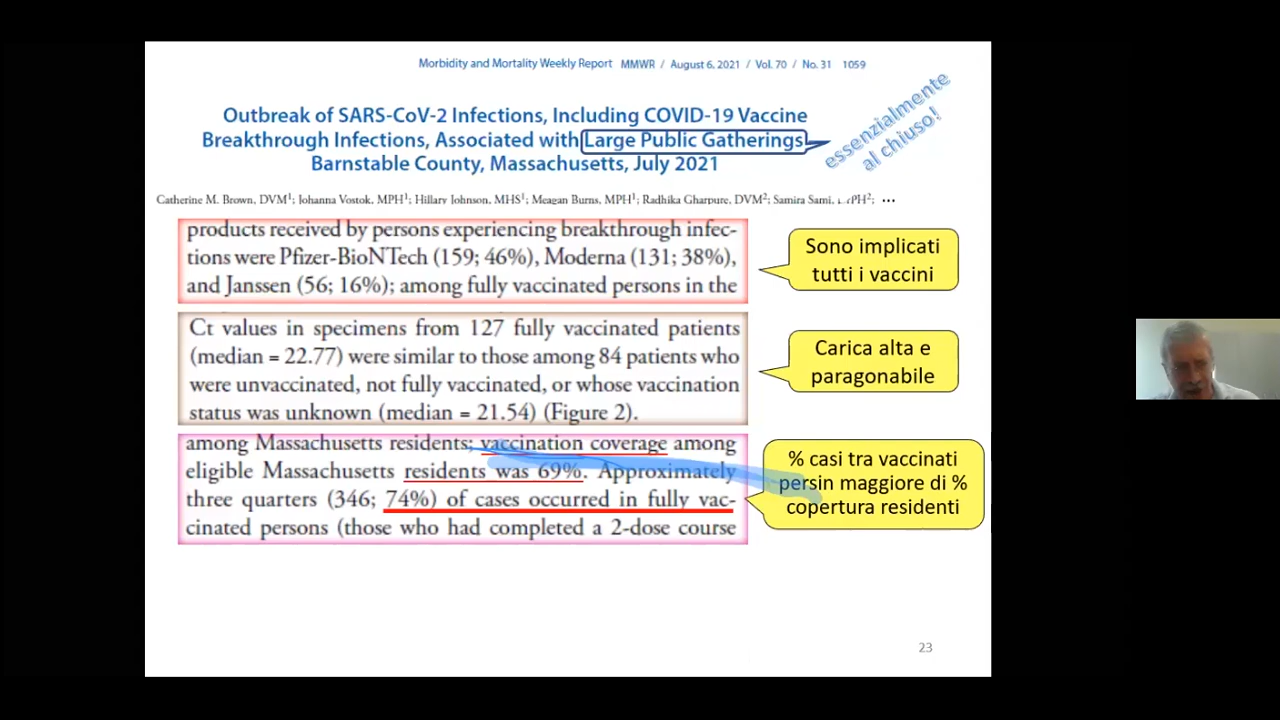 Morbidity and Mortality Weekly Report MMWR / August 6, 2021 / Vol. 70 / No. 31 1059
Outbreak of SARS-CoV-2 Infections, Including COVID-19 Vaccine
Breakthrough Infections, Associated with Large Public Gatherings
Barnstable County, Massachusetts, July 2021
essenzialmente
al chiuso!
Catherine M. Brown, DVM1; Johanna Vostok, MPH1; Hillary Johnson, MHS1; Meagan Burns, MPH1; Radhika Gharpure, DVM2; Samira Sami, PH2; ...
products received by persons experiencing breakthrough infec-
tions were Pfizer-BioNTech (159; 46%), Moderna (131; 38%),
and Janssen (56; 16%); among fully vaccinated persons in the
Sono implicati
tutti i vaccini
Ct values in specimens from 127 fully vaccinated patients
(median = 22.77) were similar to those among 84 patients who
were unvaccinated, not fully vaccinated, or whose vaccination
status was unknown (median = 21.54) (Figure 2).
Carica alta e
paragonabile
among Massachusetts residents; vaccination coverage among
eligible Massachusetts residents was 69%. Approximately
three quarters (346; 74%) of cases occurred in fully vac-
cinated persons (those who had completed a 2-dose course
% casi tra vaccinati
persin maggiore di %
copertura residenti
23